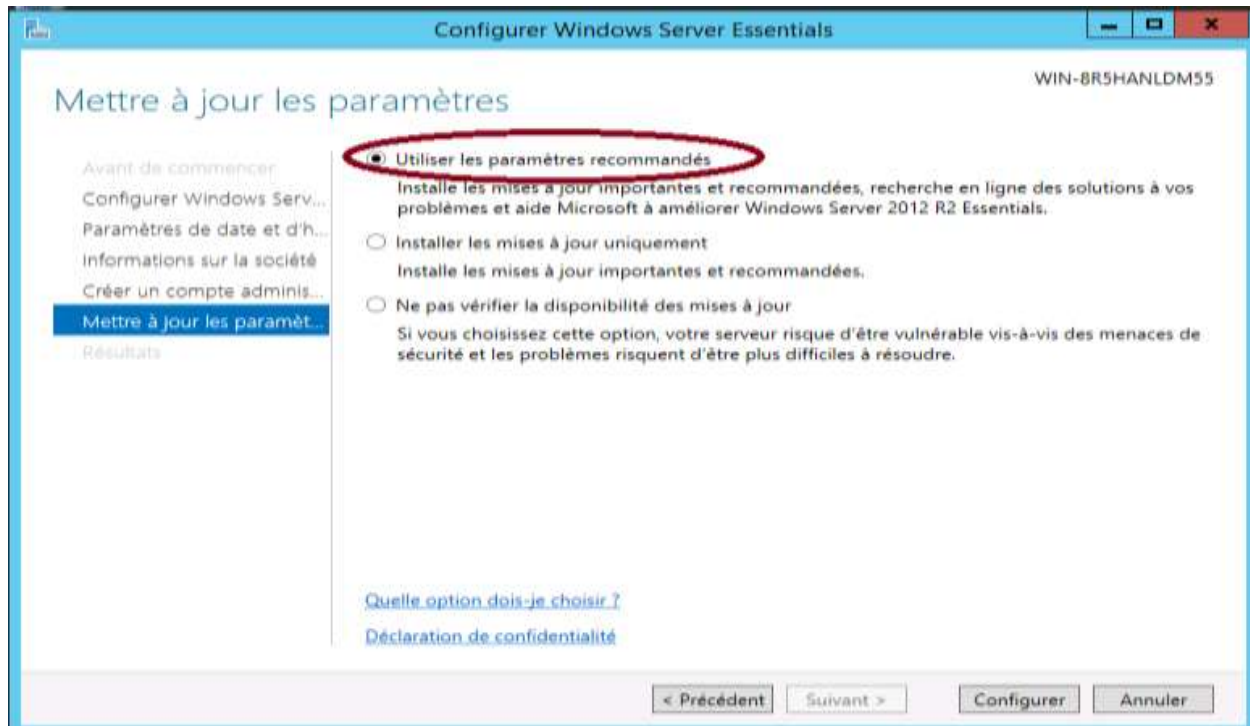 Configurer Windows Server Essentials
WIN-8R5HANLDM55
Mettre à jour les paramètres
Avant de commencer
Configurer Windows Serv...
Paramètres de date et d'h...
Informations sur la société
Créer un compte adminis...
Mettre à jour les paramèt...
Résultats
Utiliser les paramètres recommandés
Installe les mises à jour importantes et recommandées, recherche en ligne des solutions à vos
problèmes et aide Microsoft à améliorer Windows Server 2012 R2 Essentials.
Installer les mises à jour uniquement
Installe les mises à jour importantes et recommandées.
Ne pas vérifier la disponibilité des mises à jour
Si vous choisissez cette option, votre serveur risque d'être vulnérable vis-à-vis des menaces de
sécurité et les problèmes risquent d'être plus difficiles à résoudre.
Quelle option dois-je choisir ?
Déclaration de confidentialité
< Précédent
Suivant >
Configurer
Annuler